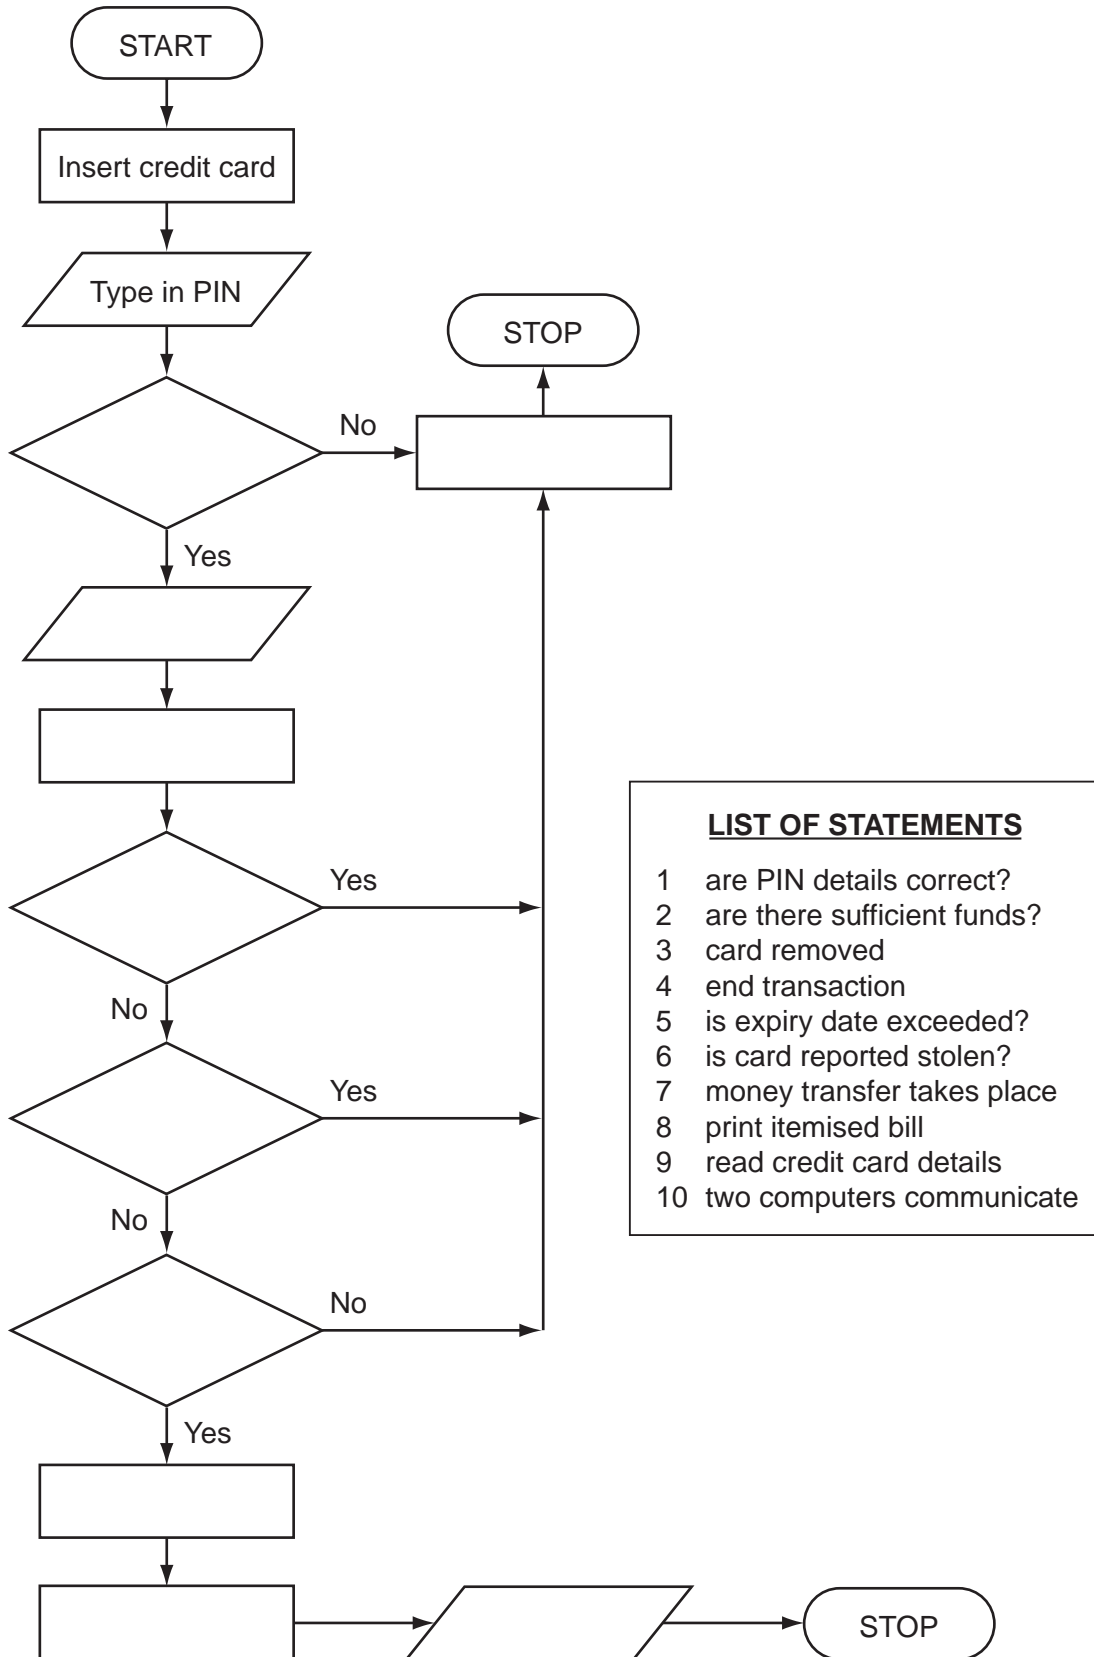 START
Insert credit card
Type in PIN
STOP
No
Yes
Yes
No
Yes
No
No
Yes
STOP
LIST OF STATEMENTS
1 are PIN details correct?
2 are there sufficient funds?
3 card removed
4 end transaction
5 is expiry date exceeded?
6 is card reported stolen?
7 money transfer takes place
8 print itemised bill
9 read credit card details
10 two computers communicate